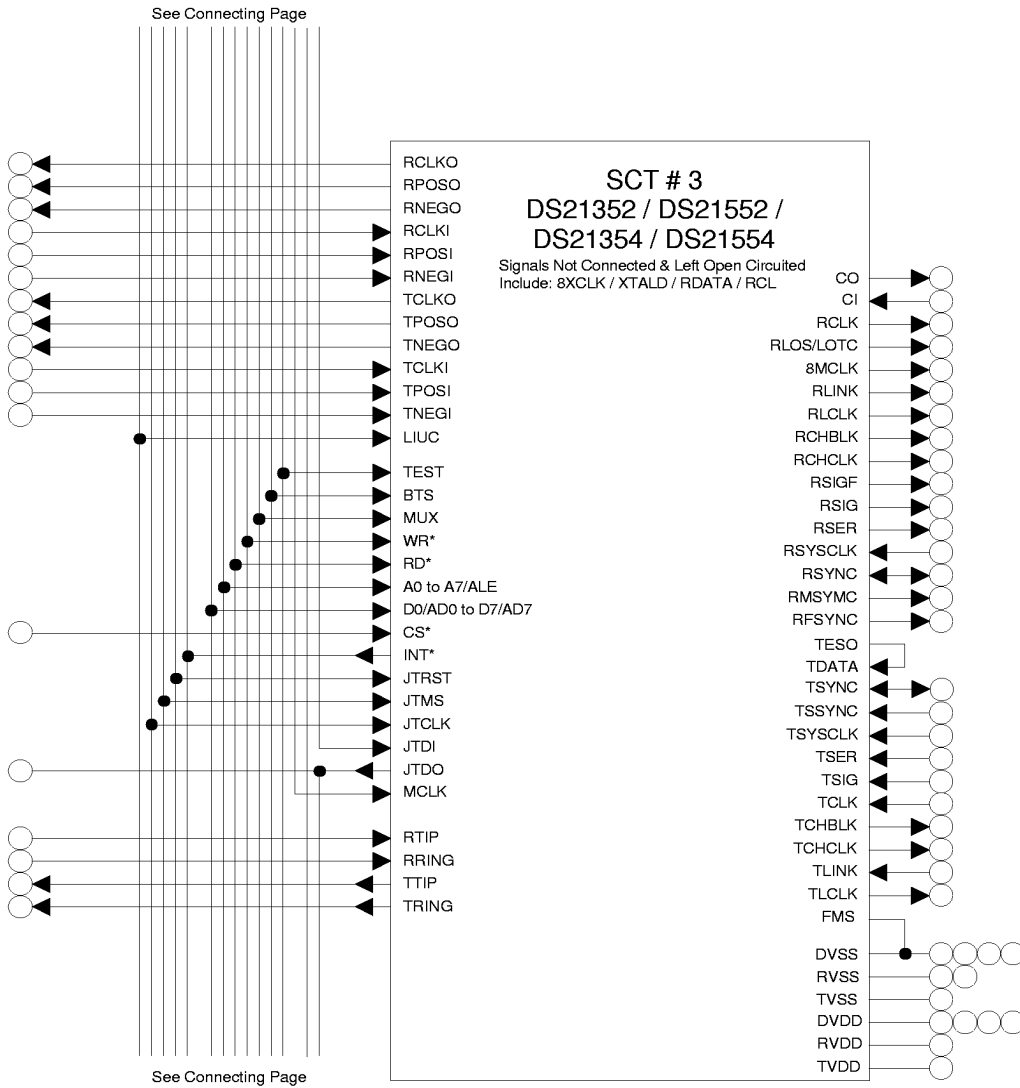 See Connecting Page
SCT # 3
DS21352 / DS21552 /
DS21354 / DS21554
Signals Not Connected & Left Open Circuited
Include: 8XCLK / XTALD / RDATA / RCL
RCLKO
RPOSO
RNEGO
RCLKI
RPOSI
RNEGI
TCLKO
TPOSO
TNEGO
TCLKI
TPOSI
TNEGI
LIUC
TEST
BTS
MUX
WR*
RD*
A0 to A7/ALE
D0/AD0 to D7/AD7
CS*
INT*
JTRST
JTMS
JTCLK
JTDI
JTDO
MCLK
RTIP
RRING
TTIP
TRING
CO
CI
RCLK
RLOS/LOTC
8MCLK
RLINK
RLCLK
RCHBLK
RCHCLK
RSIGF
RSIG
RSER
RSYSCLK
RSYNC
RMSYMC
RFSYNC
TESO
TDATA
TSYNC
TSSYNC
TSYSCLK
TSER
TSIG
TCLK
TCHBLK
TCHCLK
TLINK
TLCLK
FMS
DVSS
RVSS
TVSS
DVDD
RVDD
TVDD
See Connecting Page